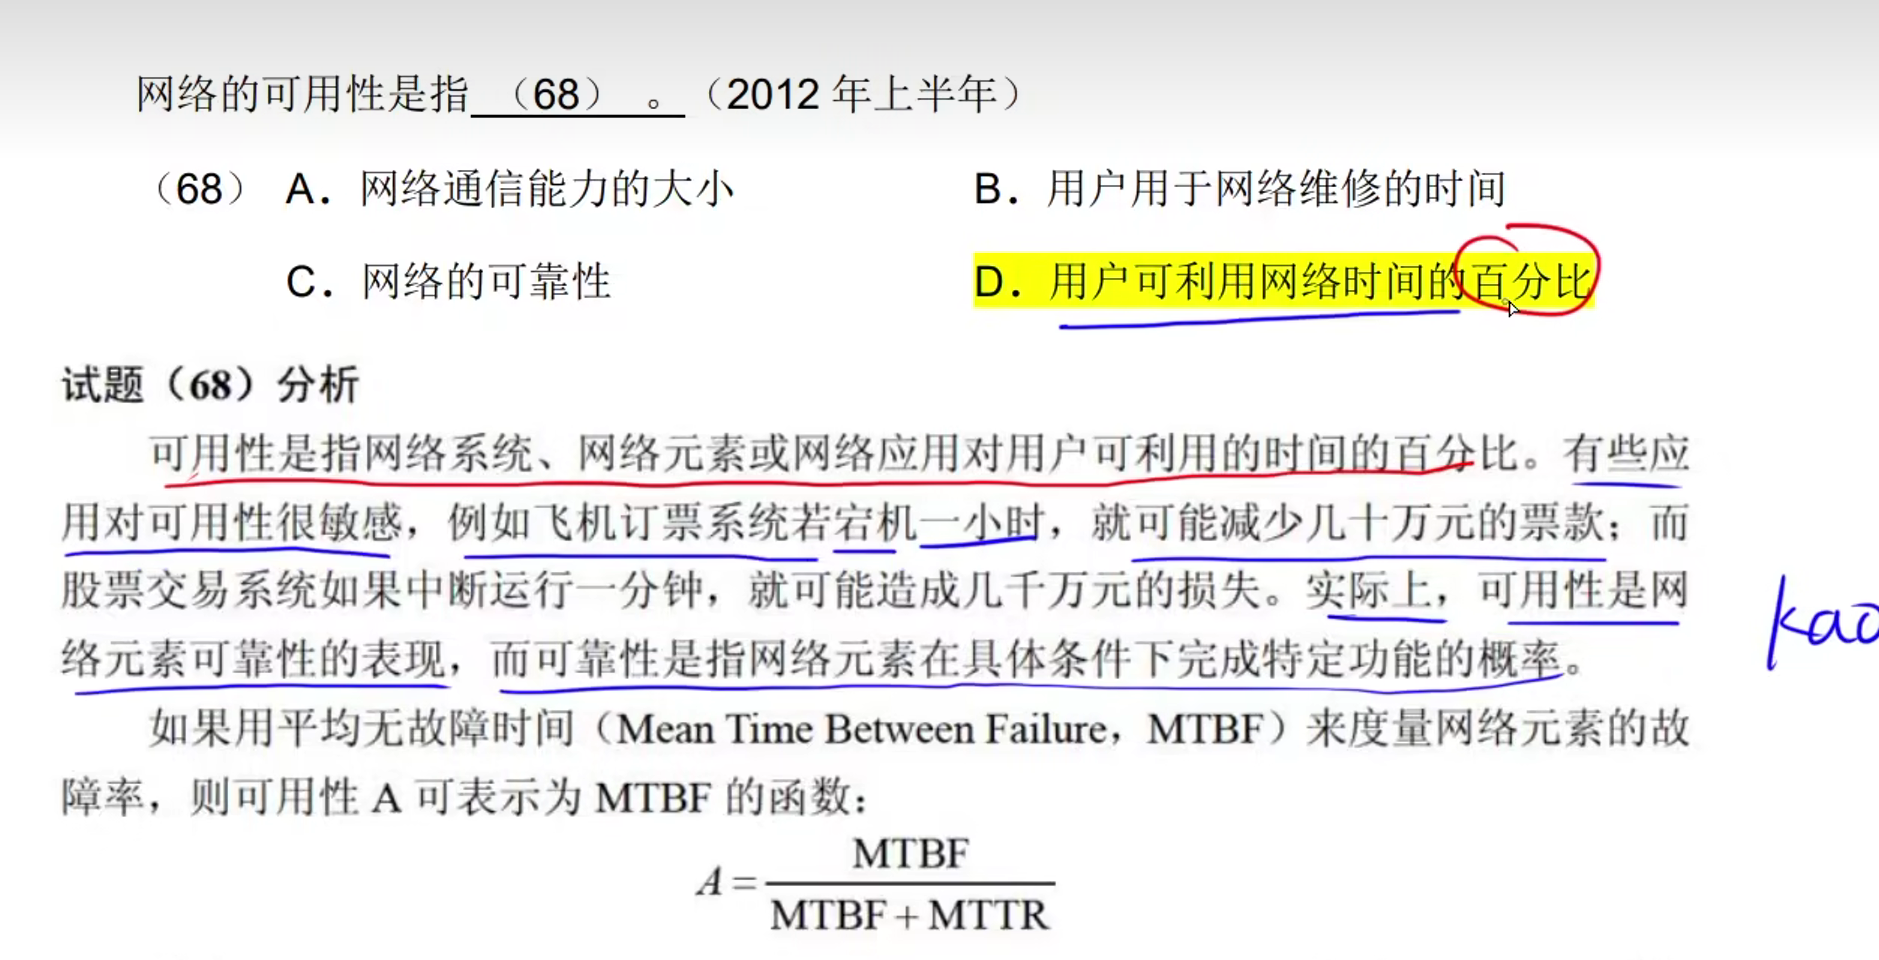 网络的可用性是指 （68） 。（2012 年上半年）
（68） A. 网络通信能力的大小 B. 用户用于网络维修的时间
C. 网络的可靠性 D. 用户可利用网络时间的百分比
试题（68）分析
可用性是指网络系统、网络元素或网络应用对用户可利用的时间的百分比。有些应
用对可用性很敏感，例如飞机订票系统若宕机一小时，就可能减少几十万元的票款；而
股票交易系统如果中断运行一分钟，就可能造成几千万元的损失。实际上，可用性是网
络元素可靠性的表现，而可靠性是指网络元素在具体条件下完成特定功能的概率。
kao
如果用平均无故障时间（Mean Time Between Failure，MTBF）来度量网络元素的故
障率，则可用性 A 可表示为 MTBF 的函数：
A = MTBF / (MTBF + MTTR)